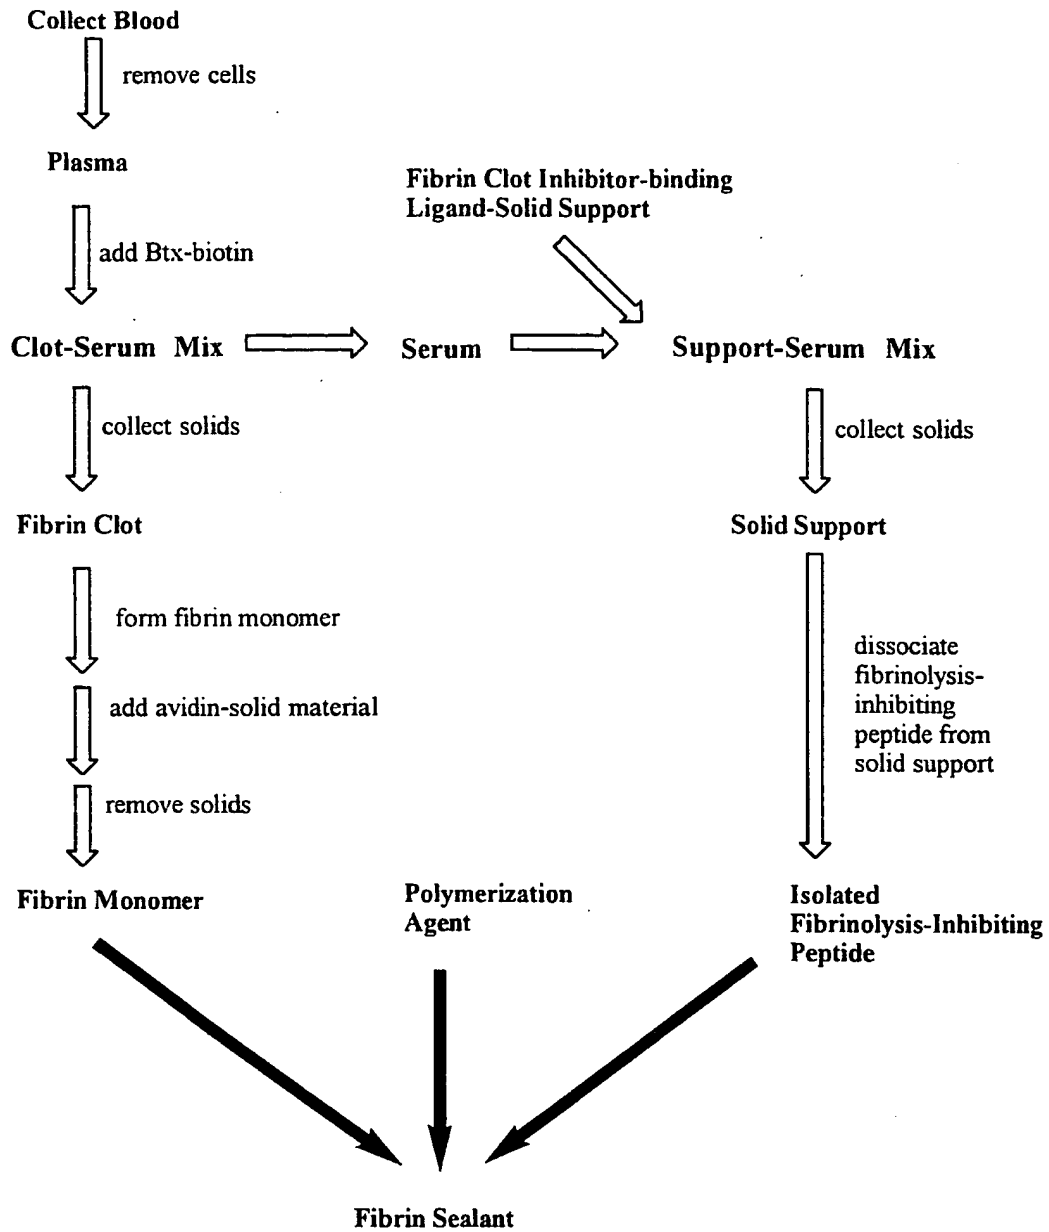 Collect Blood
remove cells
Plasma
Fibrin Clot Inhibitor-binding
Ligand-Solid Support
add Btx-biotin
Clot-Serum Mix
Serum
Support-Serum Mix
collect solids
collect solids
Fibrin Clot
Solid Support
form fibrin monomer
dissociate
fibrinolysis-
inhibiting
peptide from
solid support
add avidin-solid material
remove solids
Fibrin Monomer
Polymerization
Agent
Isolated
Fibrinolysis-Inhibiting
Peptide
Fibrin Sealant